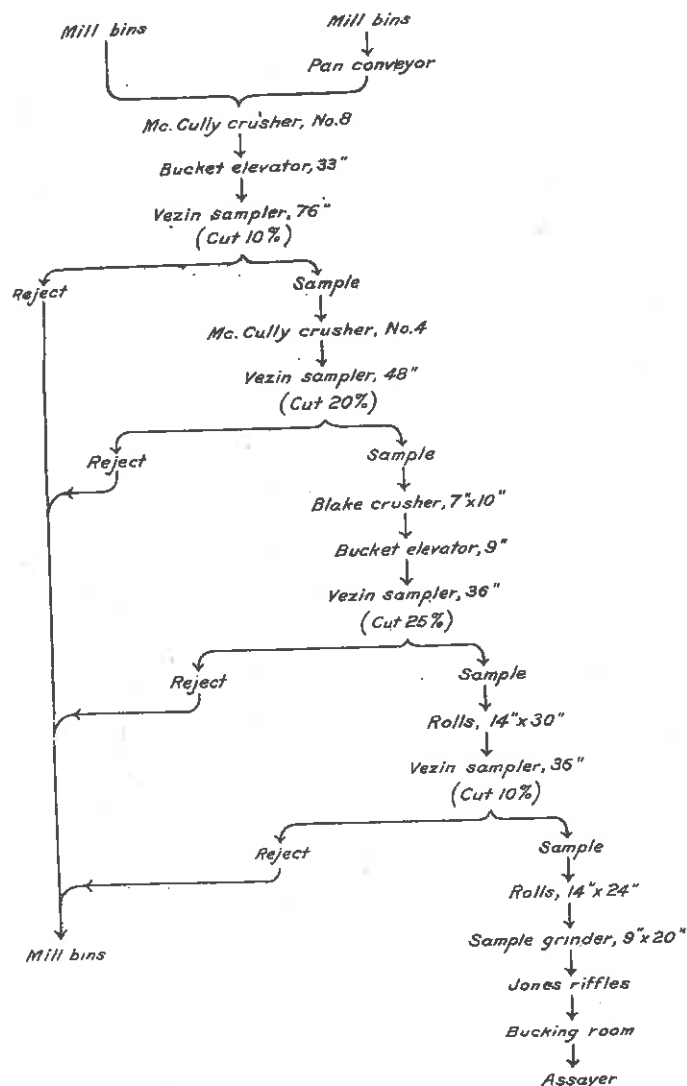 Mill bins
Mill bins
Pan conveyor
Mc. Cully crusher, No.8
Bucket elevator, 33"
Vezin sampler, 76"
(Cut 10%)
Reject
Sample
Mc. Cully crusher, No.4
Vezin sampler, 48"
(Cut 20%)
Reject
Sample
Blake crusher, 7"x10"
Bucket elevator, 9"
Vezin sampler, 36"
(Cut 25%)
Reject
Sample
Rolls, 14"x30"
Vezin sampler, 36"
(Cut 10%)
Reject
Sample
Rolls, 14"x24"
Mill bins
Sample grinder, 9"x20"
Jones riffles
Bucking room
Assayer